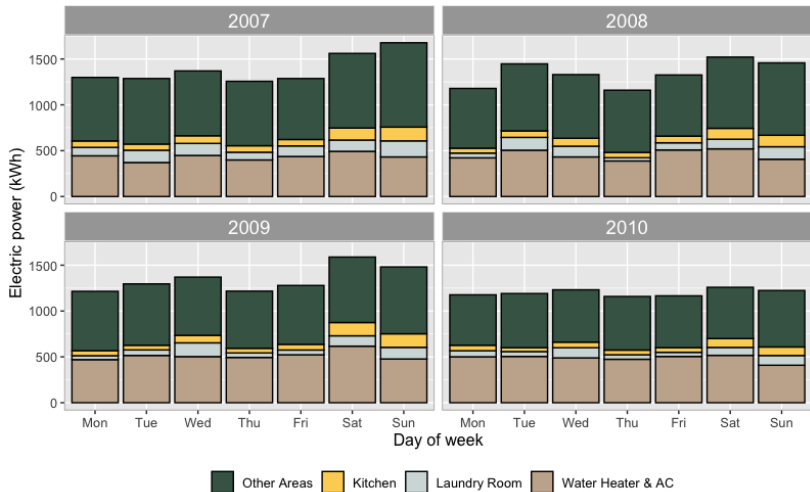 2007
2008
1500
1000
500
0
2009
2010
1500
1000
500
0
Electric power (kWh)
Mon Tue Wed Thu Fri Sat Sun
Mon Tue Wed Thu Fri Sat Sun
Day of week
Other Areas Kitchen Laundry Room Water Heater & AC